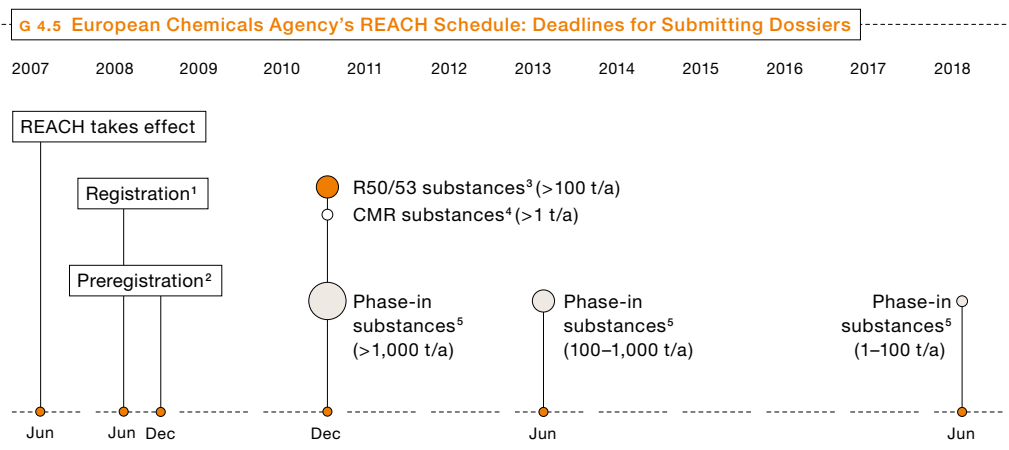 G 4.5 European Chemicals Agency's REACH Schedule: Deadlines for Submitting Dossiers
2007 2008 2009 2010 2011 2012 2013 2014 2015 2016 2017 2018
REACH takes effect
Registration¹
R50/53 substances³ (>100 t/a)
CMR substances⁴ (>1 t/a)
Preregistration²
Phase-in
substances⁵
(>1,000 t/a)
Phase-in
substances⁵
(100–1,000 t/a)
Phase-in
substances⁵
(1–100 t/a)
Jun Jun Dec Dec Jun Jun